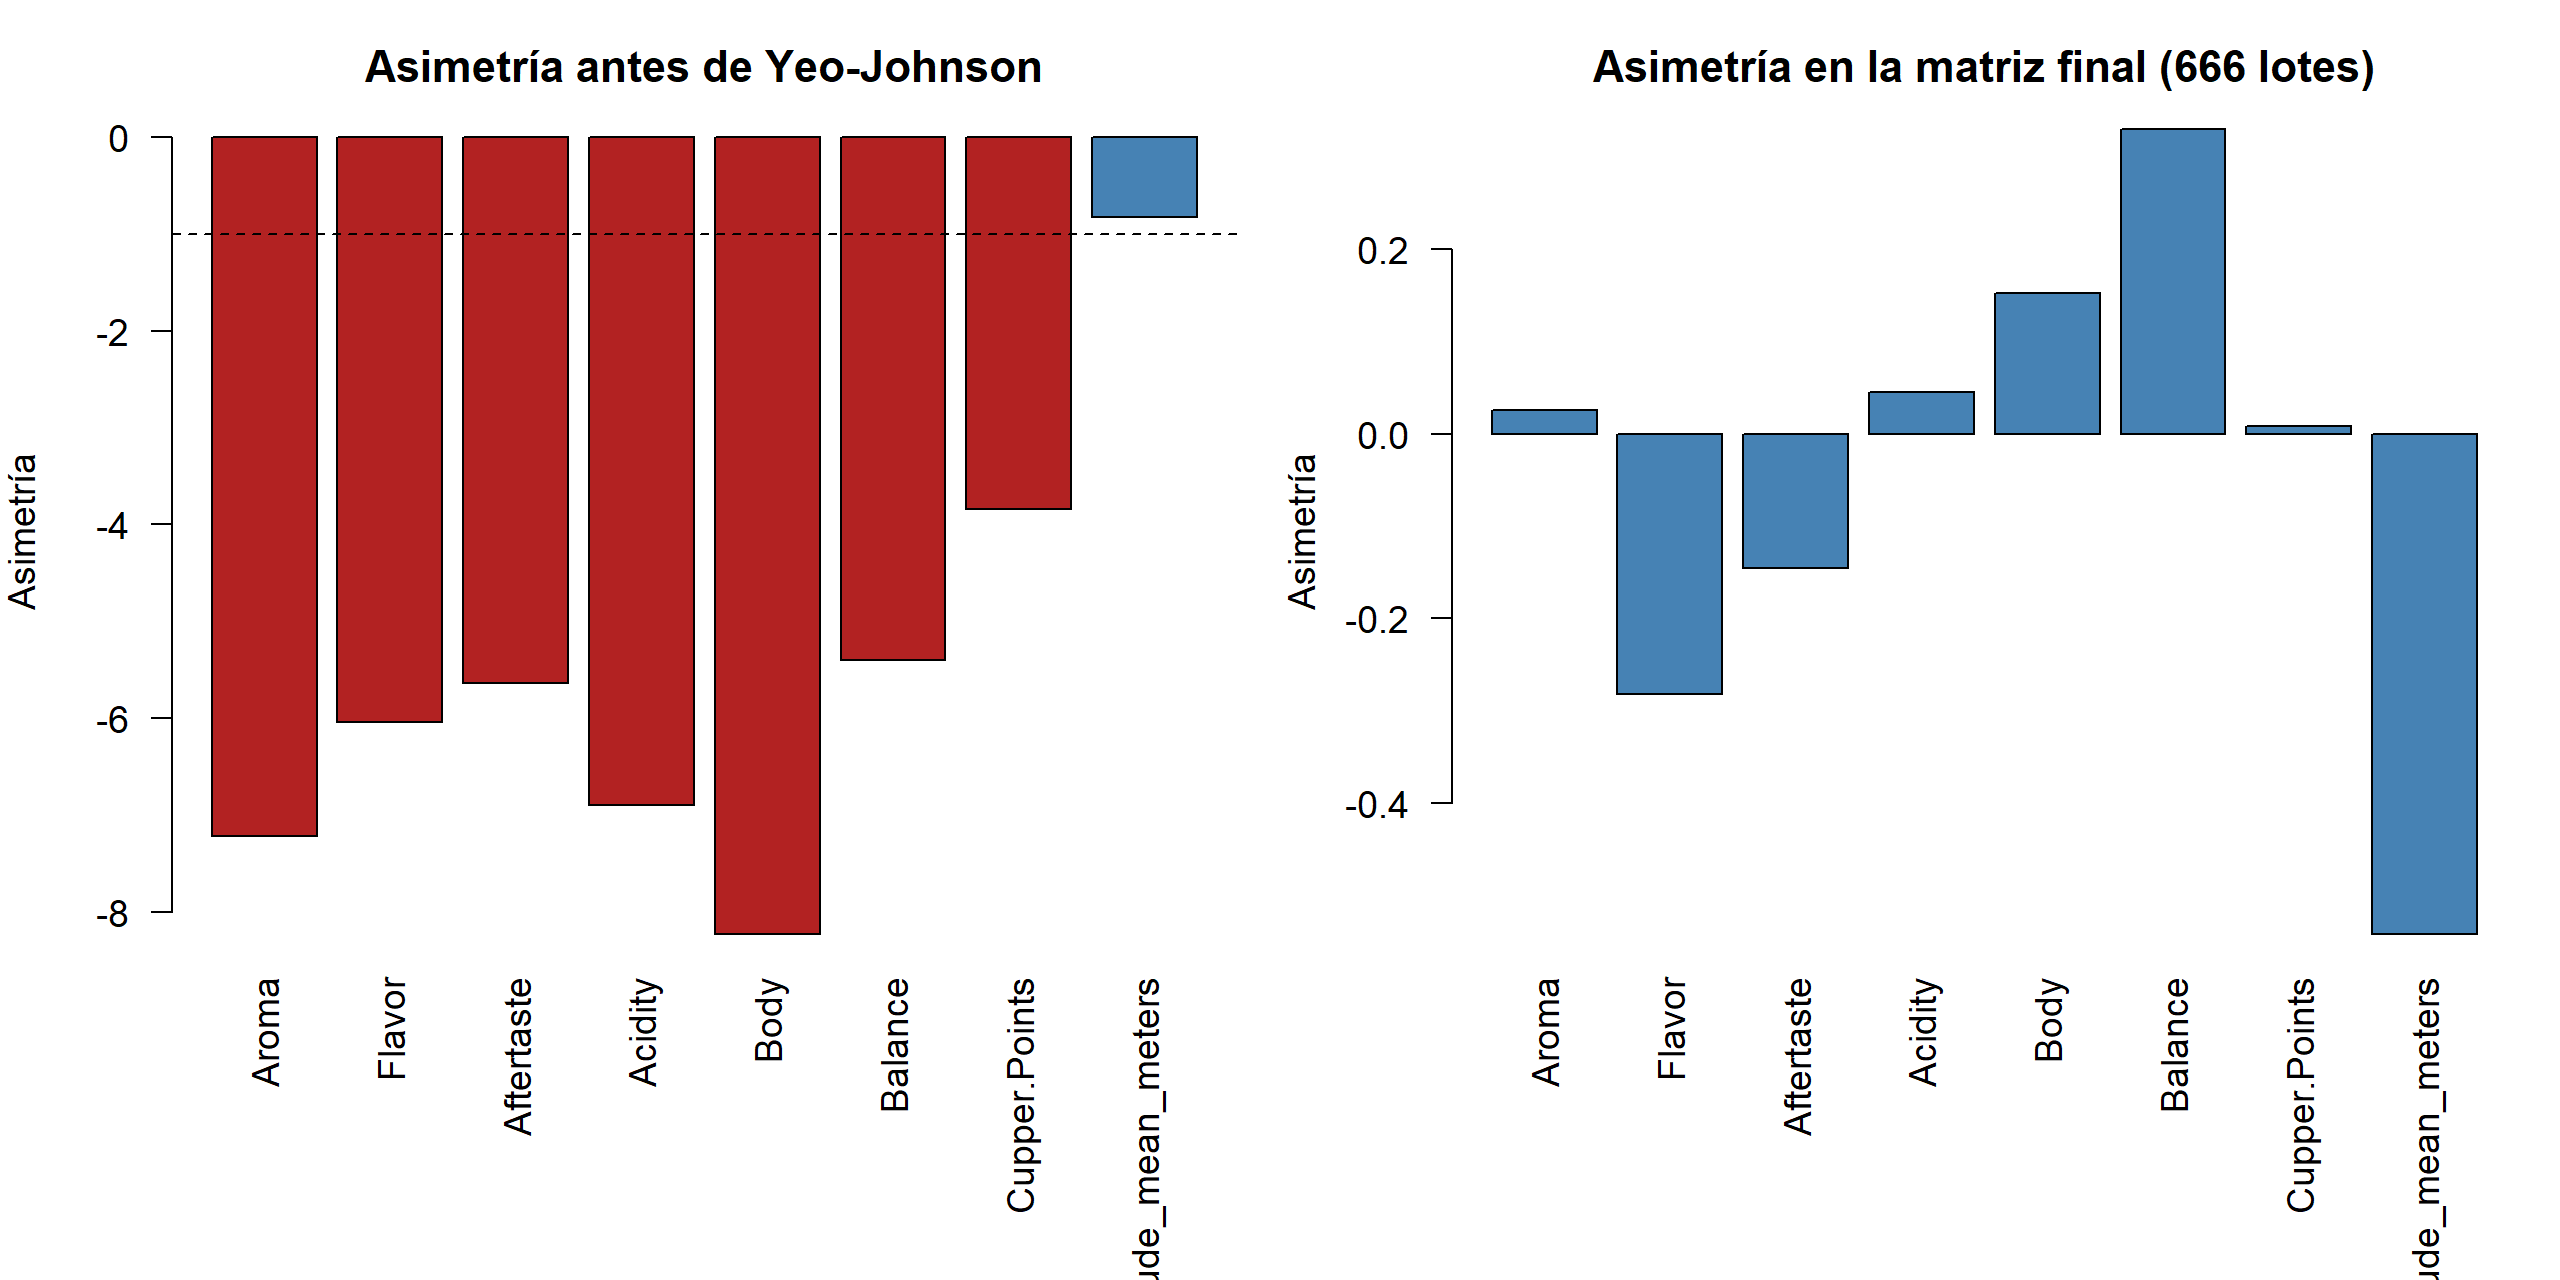 Asimetría antes de Yeo-Johnson
Asimetría
0
-2
-4
-6
-8
Aroma
Flavor
Aftertaste
Acidity
Body
Balance
Cupper.Points
ude_mean_meters
Asimetría en la matriz final (666 lotes)
Asimetría
0.2
0.0
-0.2
-0.4
Aroma
Flavor
Aftertaste
Acidity
Body
Balance
Cupper.Points
ude_mean_meters